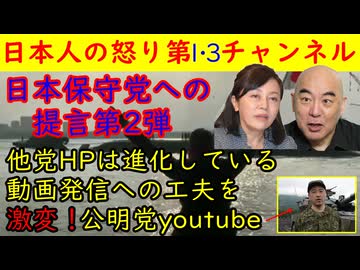 日本人の怒り第1･3チャンネル
日本保守党への
提言第2弾
他党HPは進化している
動画発信への工夫を
激変！公明党youtube